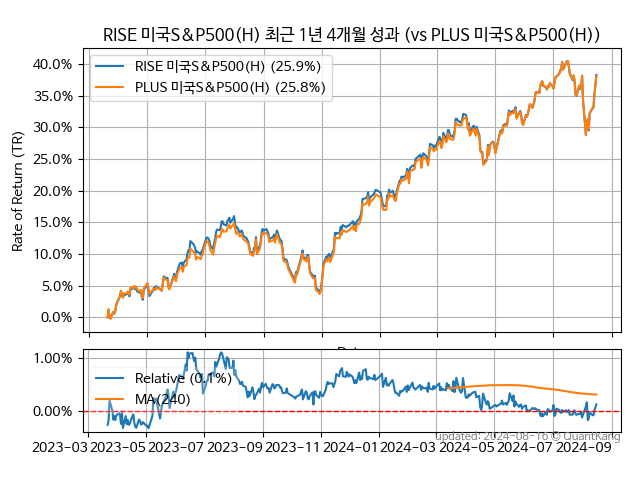 RISE 미국S&P500(H) 최근 1년 4개월 성과 (vs PLUS 미국S&P500(H))
Rate of Return (TR)
40.0%
35.0%
30.0%
25.0%
20.0%
15.0%
10.0%
5.0%
0.0%
RISE 미국S&P500(H) (25.9%)
PLUS 미국S&P500(H) (25.8%)
1.00%
0.00%
Relative (0.1%)
MA(240)
2023-03 2023-05 2023-07 2023-09 2023-11 2024-01 2024-03 2024-05 2024-07 2024-09
updated: 2024-08-16 © QuantKang